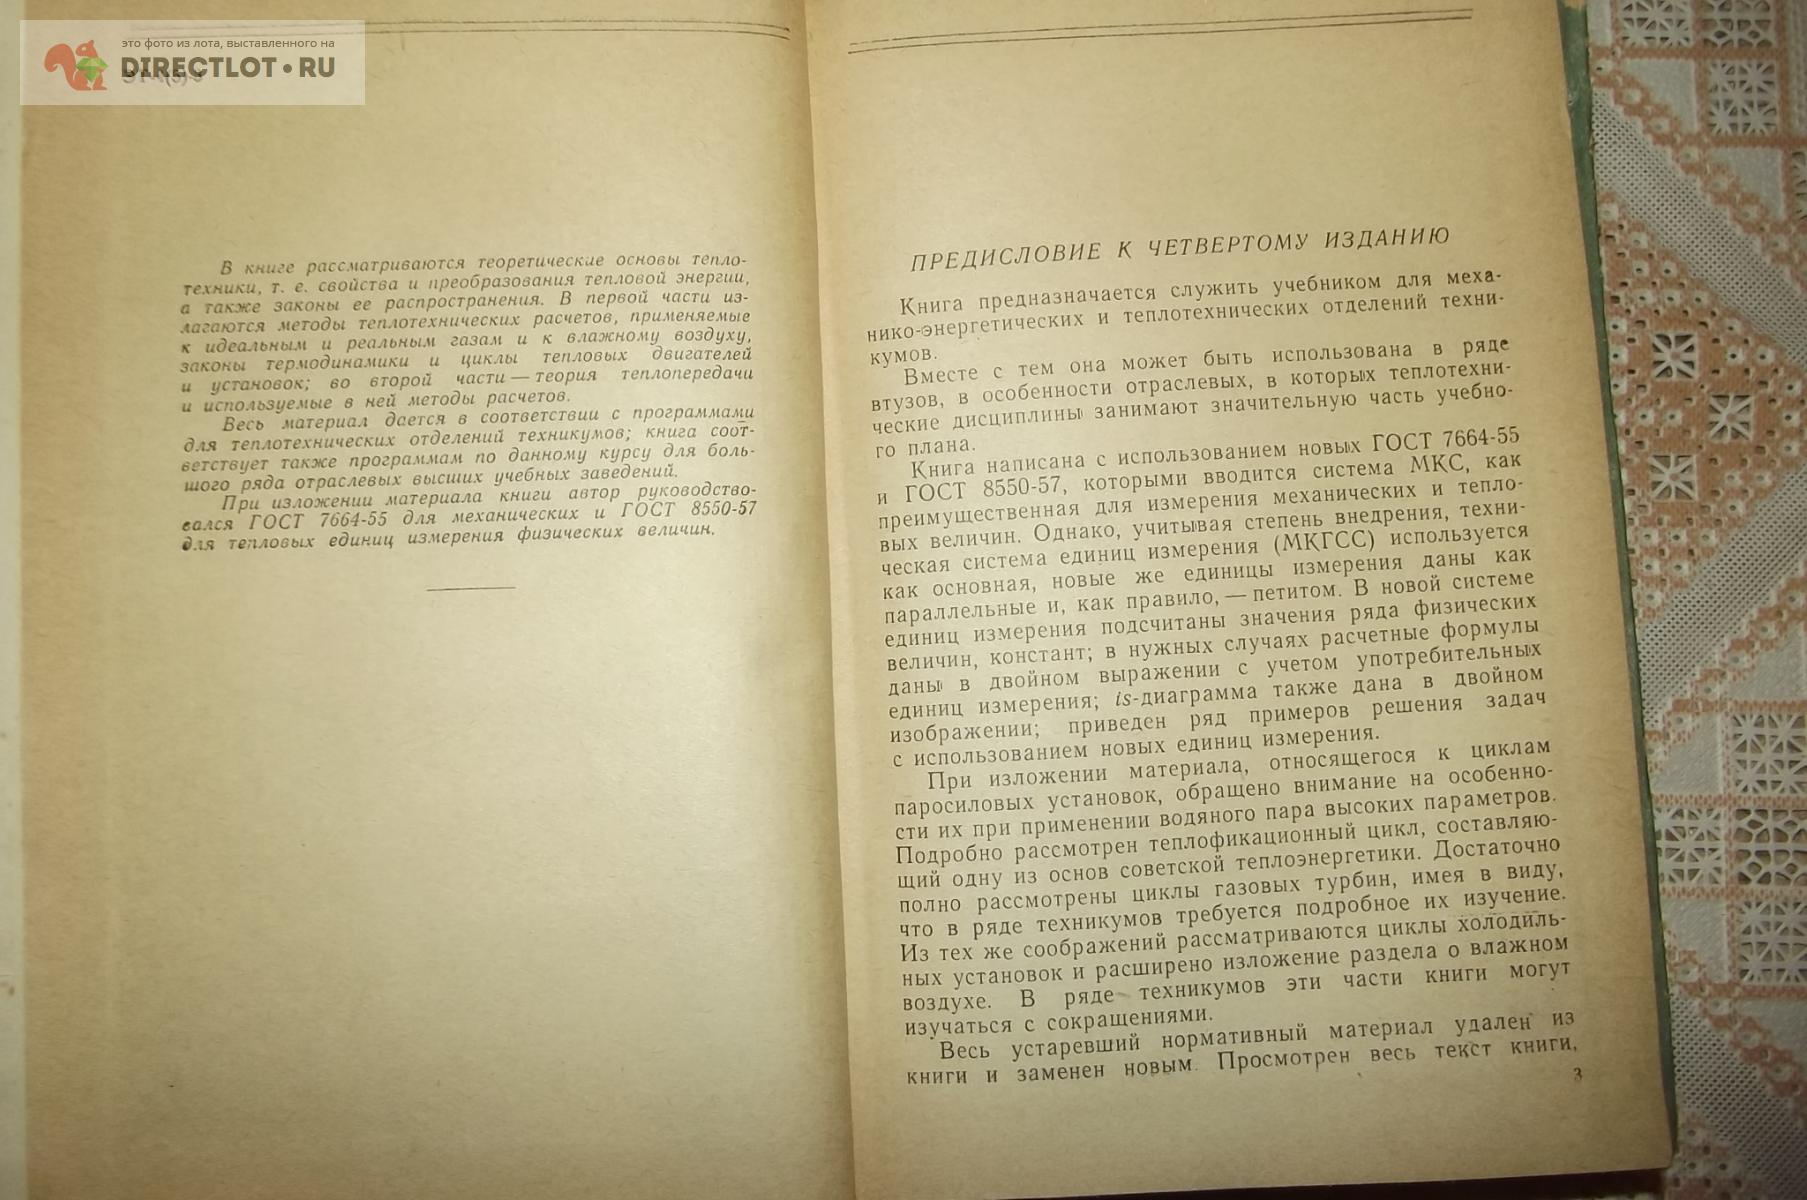 это фото из лота, выставленного на
DIRECTLOT • RU
В книге рассматриваются теоретические основы тепло-
техники, т. е. свойства и преобразования тепловой энергии,
а также законы ее распространения. В первой части из-
лагаются методы теплотехнических расчетов, применяемые
к идеальным и реальным газам и к влажному воздуху,
законы термодинамики и циклы тепловых двигателей
и установок; во второй части — теория теплопередачи
и используемые в ней методы расчетов.
Весь материал дается в соответствии с программами
для теплотехнических отделений техникумов; книга соот-
ветствует также программам по данному курсу для боль-
шого ряда отраслевых высших учебных заведений.
При изложении материала книги автор руководство-
вался ГОСТ 7664-55 для механических и ГОСТ 8550-57
для тепловых единиц измерения физических величин.
ПРЕДИСЛОВИЕ К ЧЕТВЕРТОМУ ИЗДАНИЮ
Книга предназначается служить учебником для меха-
нико-энергетических и теплотехнических отделений техни-
кумов.
Вместе с тем она может быть использована в ряде
втузов, в особенности отраслевых, в которых теплотехни-
ческие дисциплины занимают значительную часть учебно-
го плана.
Книга написана с использованием новых ГОСТ 7664-55
и ГОСТ 8550-57, которыми вводится система МКС, как
преимущественная для измерения механических и тепло-
вых величин. Однако, учитывая степень внедрения, техни-
ческая система единиц измерения (МКГСС) используется
как основная, новые же единицы измерения даны как
параллельные и, как правило, — петитом. В новой системе
единиц измерения подсчитаны значения ряда физических
величин, констант; в нужных случаях расчетные формулы
даны в двойном выражении с учетом употребительных
единиц измерения; is-диаграмма также дана в двойном
изображении; приведен ряд примеров решения задач
с использованием новых единиц измерения.
При изложении материала, относящегося к циклам
паросиловых установок, обращено внимание на особенно-
сти их при применении водяного пара высоких параметров.
Подробно рассмотрен теплофикационный цикл, составляю-
щий одну из основ советской теплоэнергетики. Достаточно
полно рассмотрены циклы газовых турбин, имея в виду,
что в ряде техникумов требуется подробное их изучение.
Из тех же соображений рассматриваются циклы холодиль-
ных установок и расширено изложение раздела о влажном
воздухе. В ряде техникумов эти части книги могут
изучаться с сокращениями.
Весь устаревший нормативный материал удален из
книги и заменен новым. Просмотрен весь текст книги,
3